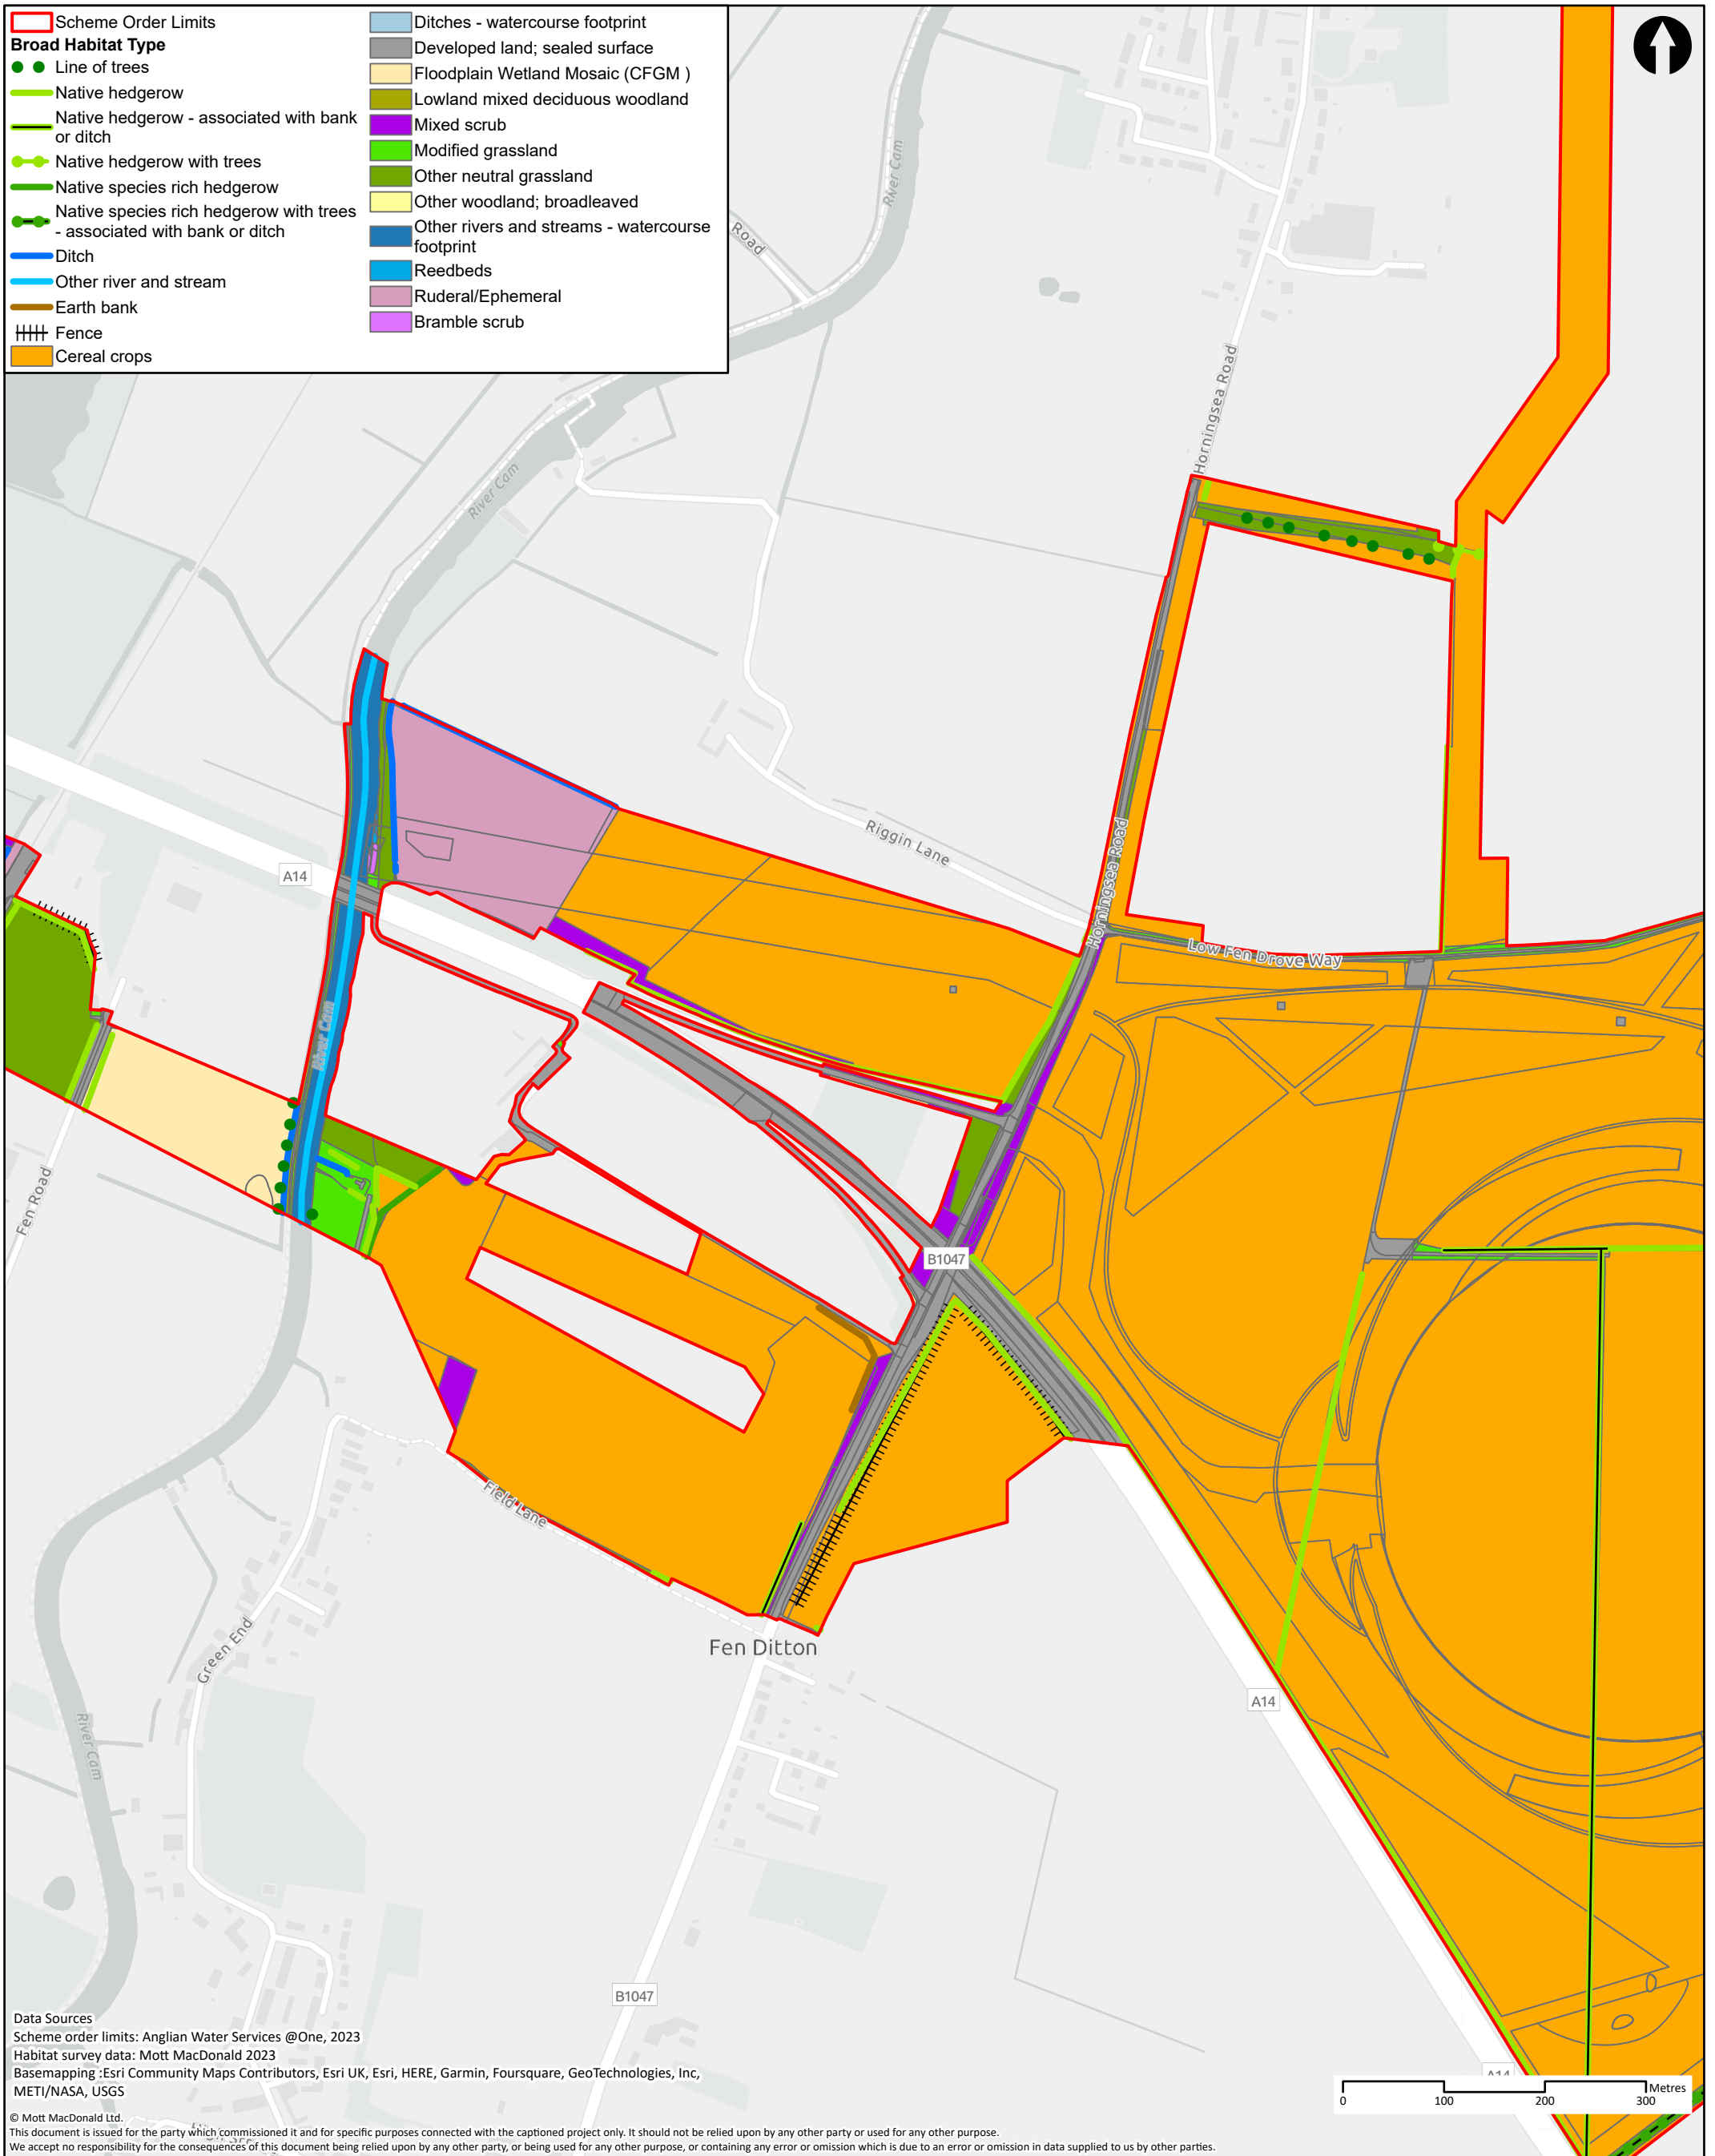 Scheme Order Limits
Broad Habitat Type
Line of trees
Native hedgerow
Native hedgerow - associated with bank
or ditch
Native hedgerow with trees
Native species rich hedgerow
Native species rich hedgerow with trees
- associated with bank or ditch
Ditch
Other river and stream
Earth bank
Fence
Cereal crops
Ditches - watercourse footprint
Developed land; sealed surface
Floodplain Wetland Mosaic (CFGM )
Lowland mixed deciduous woodland
Mixed scrub
Modified grassland
Other neutral grassland
Other woodland; broadleaved
Other rivers and streams - watercourse
footprint
Reedbeds
Ruderal/Ephemeral
Bramble scrub
River Cam
Road
Horningsea Road
River Cam
Riggin Lane
A14
Horningsea Road
Low Fen Drove Way
River Cam
Fen Road
B1047
Field Lane
Green End
Fen Ditton
A14
River Cam
B1047
A14
Metres
0
100
200
300
Data Sources
Scheme order limits: Anglian Water Services @One, 2023
Habitat survey data: Mott MacDonald 2023
Basemapping :Esri Community Maps Contributors, Esri UK, Esri, HERE, Garmin, Foursquare, GeoTechnologies, Inc,
METI/NASA, USGS
© Mott MacDonald Ltd.
This document is issued for the party which commissioned it and for specific purposes connected with the captioned project only. It should not be relied upon by any other party or used for any other purpose.
We accept no responsibility for the consequences of this document being relied upon by any other party, or being used for any other purpose, or containing any error or omission which is due to an error or omission in data supplied to us by other parties.